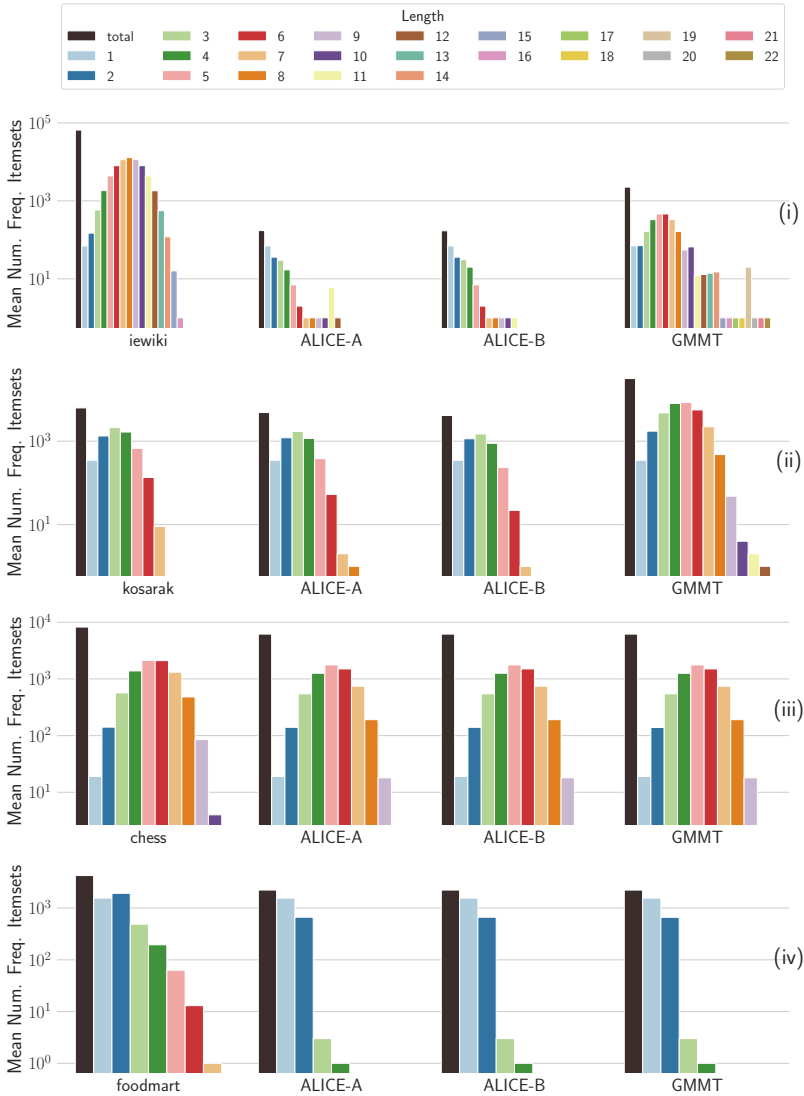 Length
total 3 6 9 12 15 17 19 21
1 4 7 10 13 16 18 20 22
2 5 8 11 14
Mean Num. Freq. Itemsets
10^5
10^3
10^1
(i)
iewiki ALICE-A ALICE-B GMMT
Mean Num. Freq. Itemsets
10^3
10^1
(ii)
kosarak ALICE-A ALICE-B GMMT
Mean Num. Freq. Itemsets
10^4
10^3
10^2
10^1
(iii)
chess ALICE-A ALICE-B GMMT
Mean Num. Freq. Itemsets
10^3
10^2
10^1
10^0
(iv)
foodmart ALICE-A ALICE-B GMMT